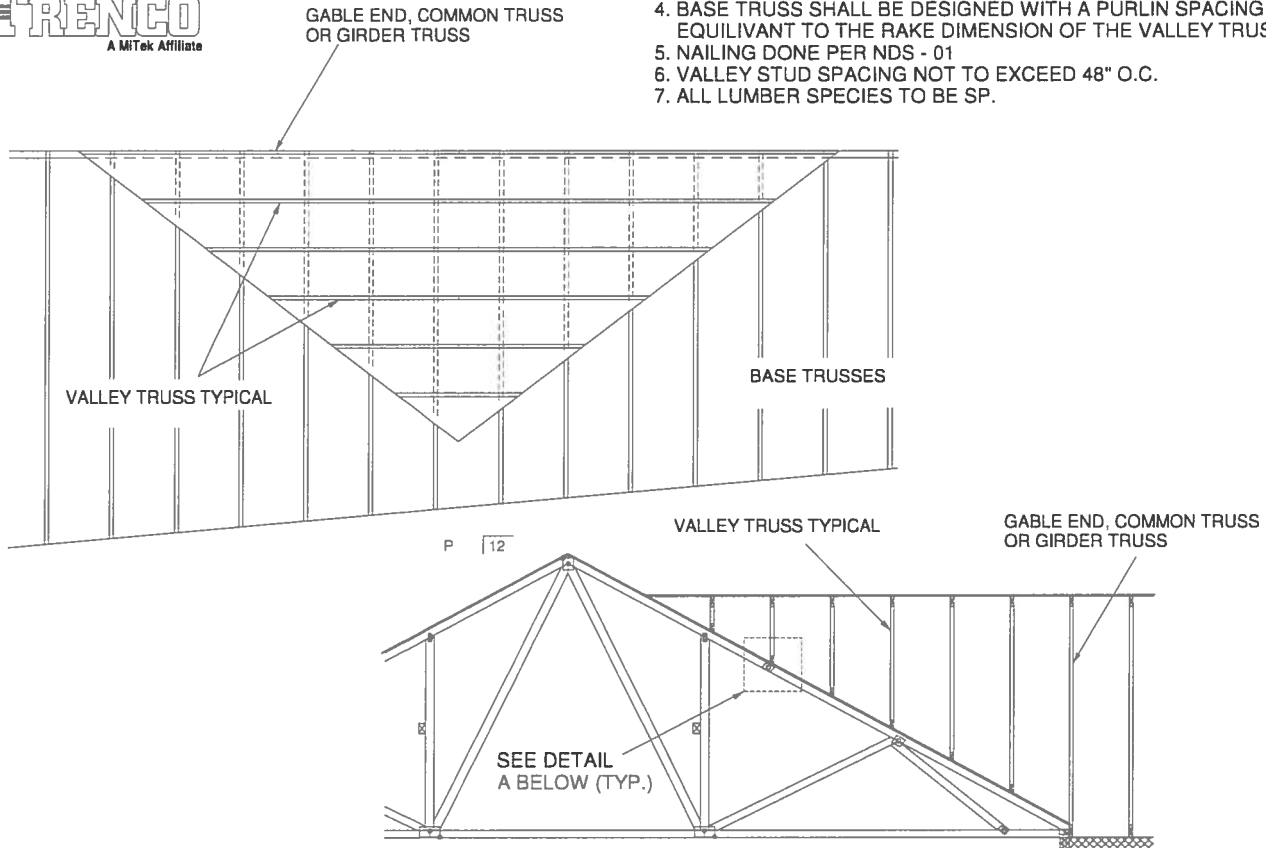 TRENCO
A MiTek Affiliate
GABLE END, COMMON TRUSS
OR GIRDER TRUSS
4. BASE TRUSS SHALL BE DESIGNED WITH A PURLIN SPACING
EQUILIVANT TO THE RAKE DIMENSION OF THE VALLEY TRUS
5. NAILING DONE PER NDS - 01
6. VALLEY STUD SPACING NOT TO EXCEED 48" O.C.
7. ALL LUMBER SPECIES TO BE SP.
VALLEY TRUSS TYPICAL
BASE TRUSSES
P 12
VALLEY TRUSS TYPICAL
GABLE END, COMMON TRUSS
OR GIRDER TRUSS
SEE DETAIL
A BELOW (TYP.)